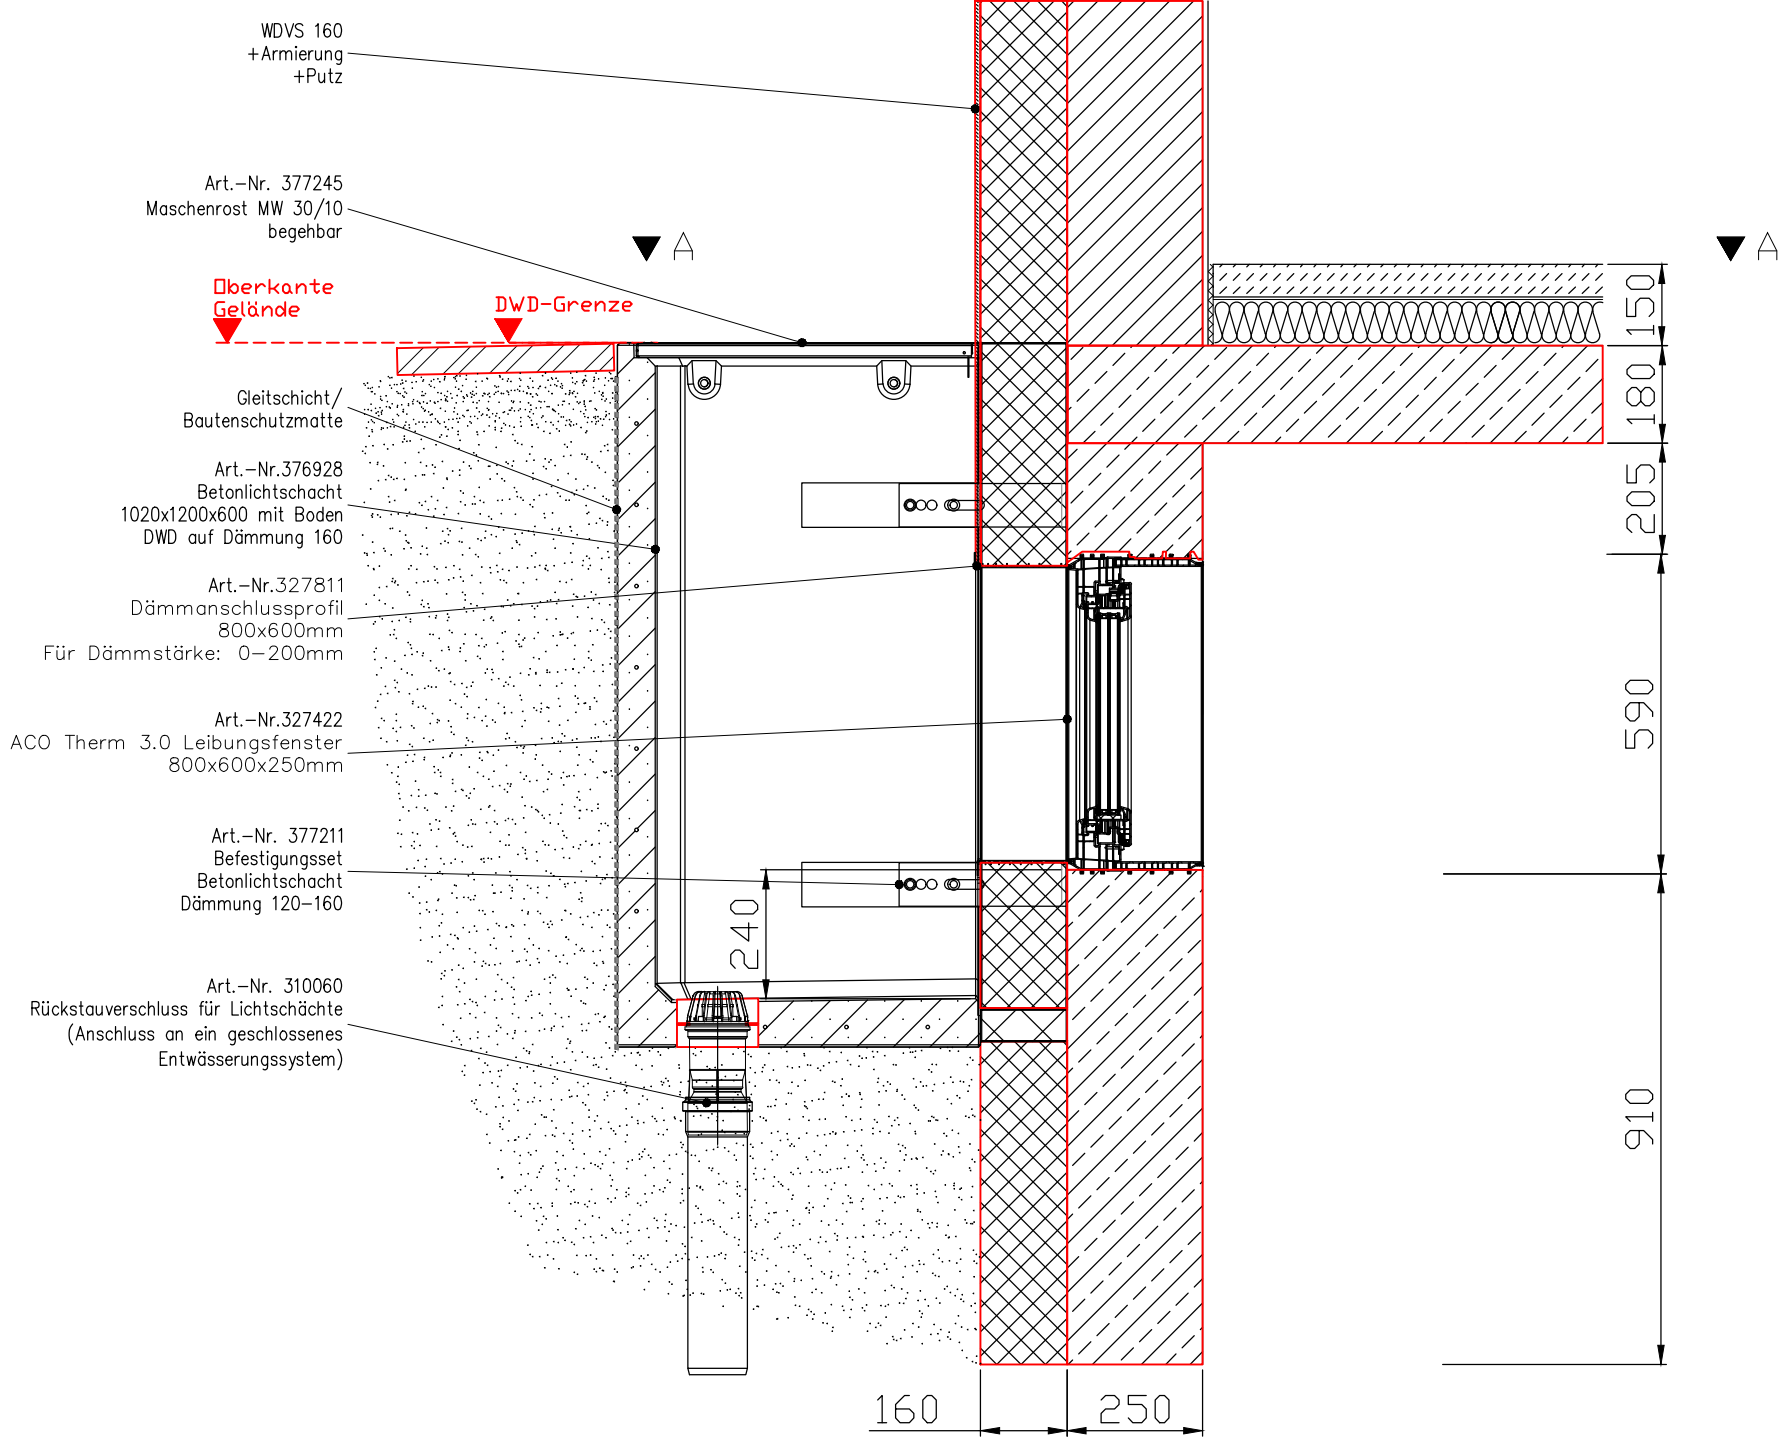 WDVS 160
+Armierung
+Putz
Art.-Nr. 377245
Maschenrost MW 30/10
begehbar
A
A
Oberkante
Gelände
DWD-Grenze
Gleitschicht/
Bautenschutzmatte
Art.-Nr.376928
Betonlichtschacht
1020x1200x600 mit Boden
DWD auf Dämmung 160
Art.-Nr.327811
Dämmanschlussprofil
800x600mm
Für Dämmstärke: 0-200mm
Art.-Nr.327422
ACO Therm 3.0 Leibungsfenster
800x600x250mm
Art.-Nr. 377211
Befestigungsset
Betonlichtschacht
Dämmung 120-160
Art.-Nr. 310060
Rückstauverschluss für Lichtschächte
(Anschluss an ein geschlossenes
Entwässerungssystem)
240
150
180
205
590
910
160
250